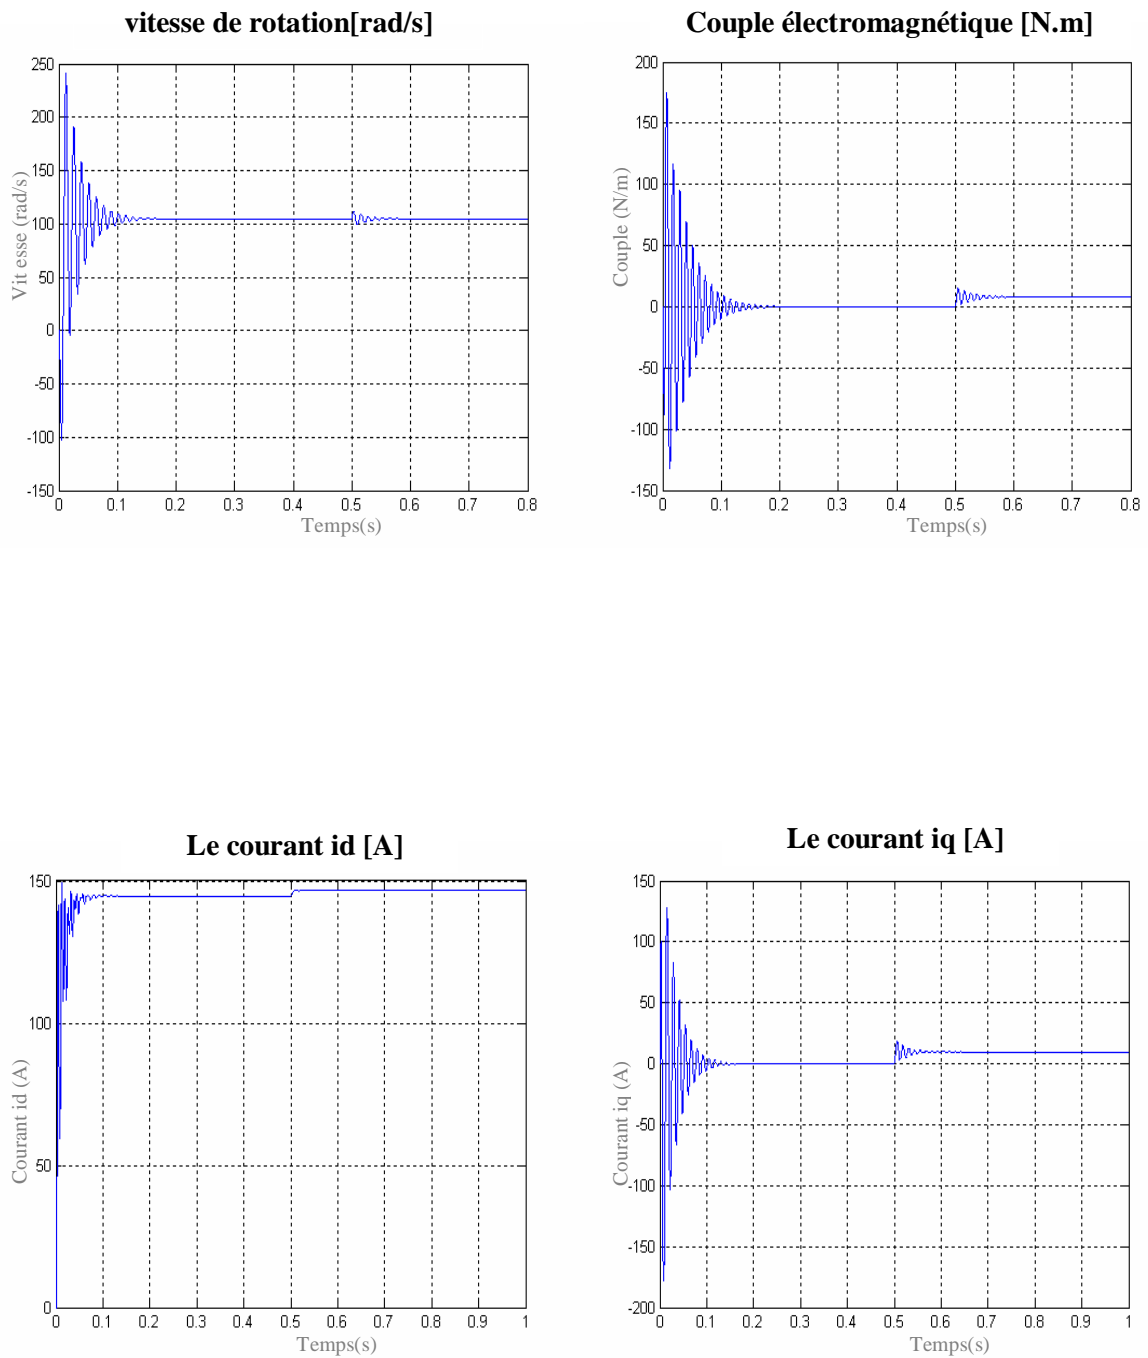 vitesse de rotation[rad/s]
Couple électromagnétique [N.m]
250
200
150
100
50
0
-50
-100
-150
Vit esse (rad/s)
0 0.1 0.2 0.3 0.4 0.5 0.6 0.7 0.8
Temps(s)
200
150
100
50
0
-50
-100
-150
Couple (N/m)
0 0.1 0.2 0.3 0.4 0.5 0.6 0.7 0.8
Temps(s)
Le courant id [A]
Le courant iq [A]
150
100
50
0
Courant id (A)
0 0.1 0.2 0.3 0.4 0.5 0.6 0.7 0.8 0.9 1
Temps(s)
150
100
50
0
-50
-100
-150
-200
Courant iq (A)
0 0.1 0.2 0.3 0.4 0.5 0.6 0.7 0.8 0.9 1
Temps(s)